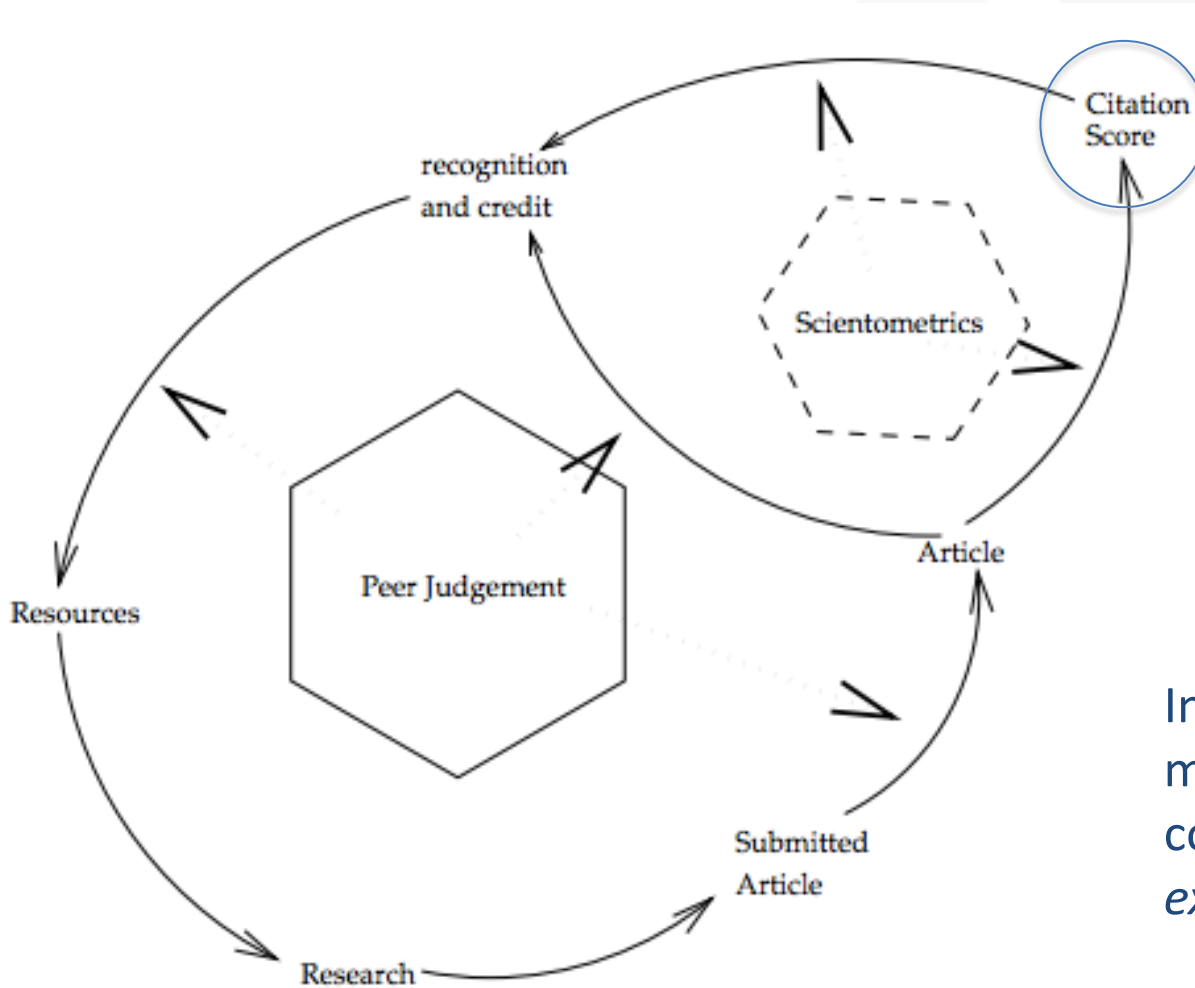 Citation
Score
recognition
and credit
Scientometrics
Article
Peer Judgement
Resources
Submitted
Article
Research